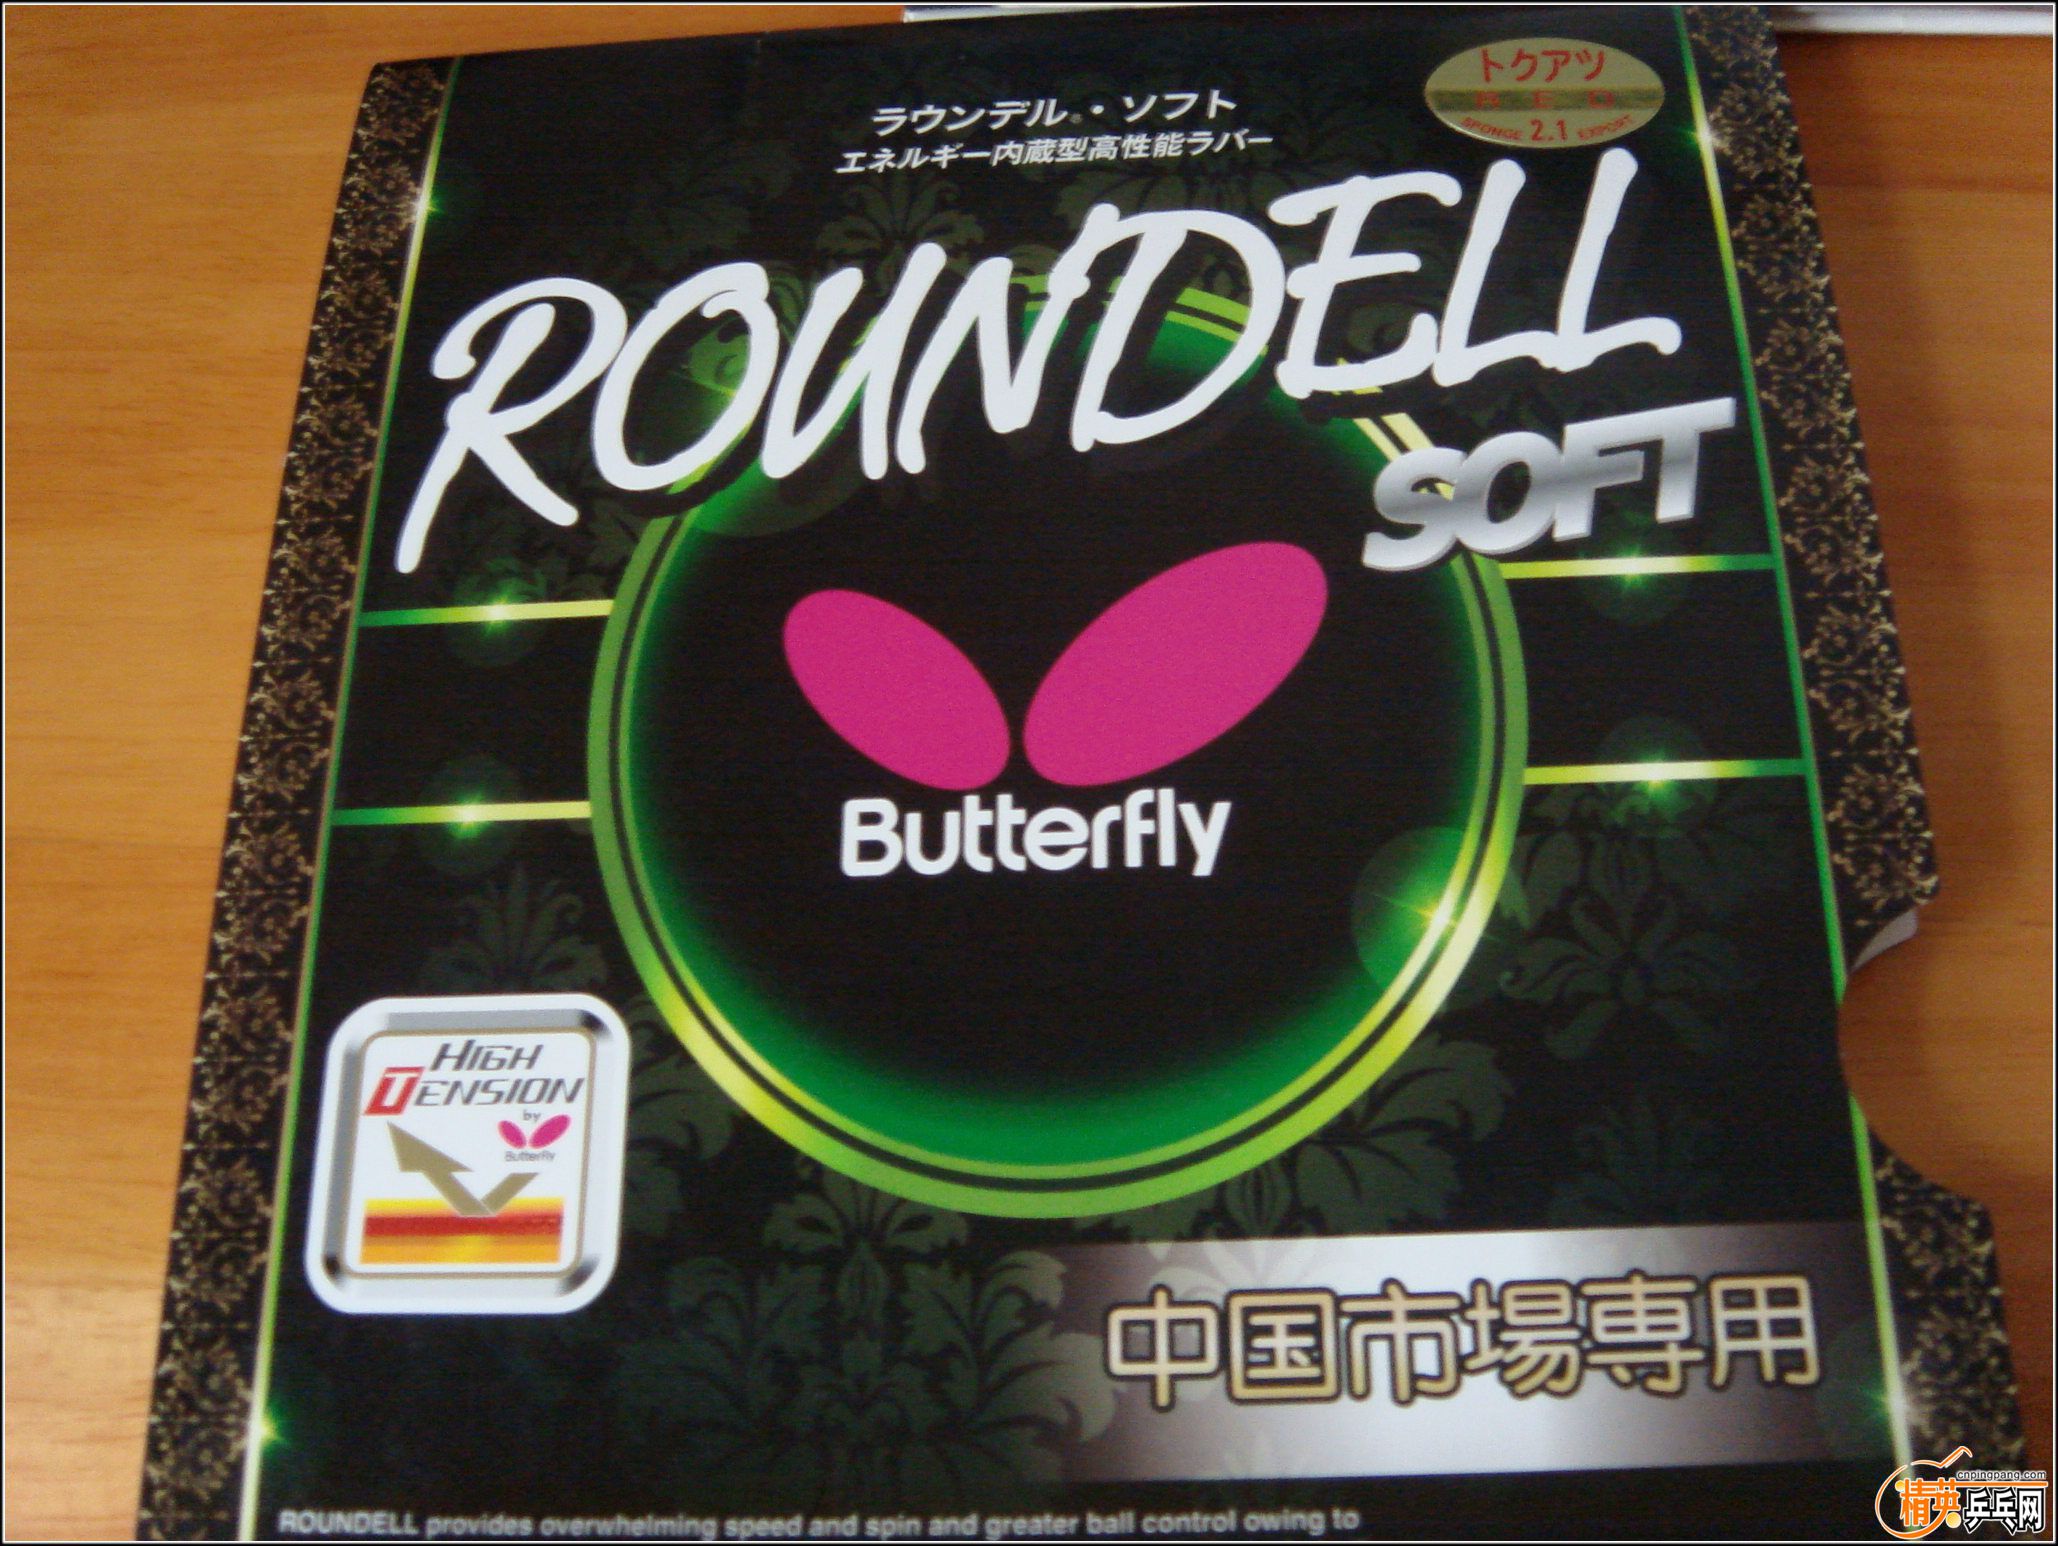 トクアツ
RED
SPONGE 2.1 EXPORT
ラウンデル®・ソフト
エネルギー内蔵型高性能ラバー
ROUNDELL
SOFT
Butterfly
HIGH
TENSION
by
Butterfly
中国市場専用
ROUNDELL provides overwhelming speed and spin and greater ball control owing to
cnpingpang.com
精英乒乓网